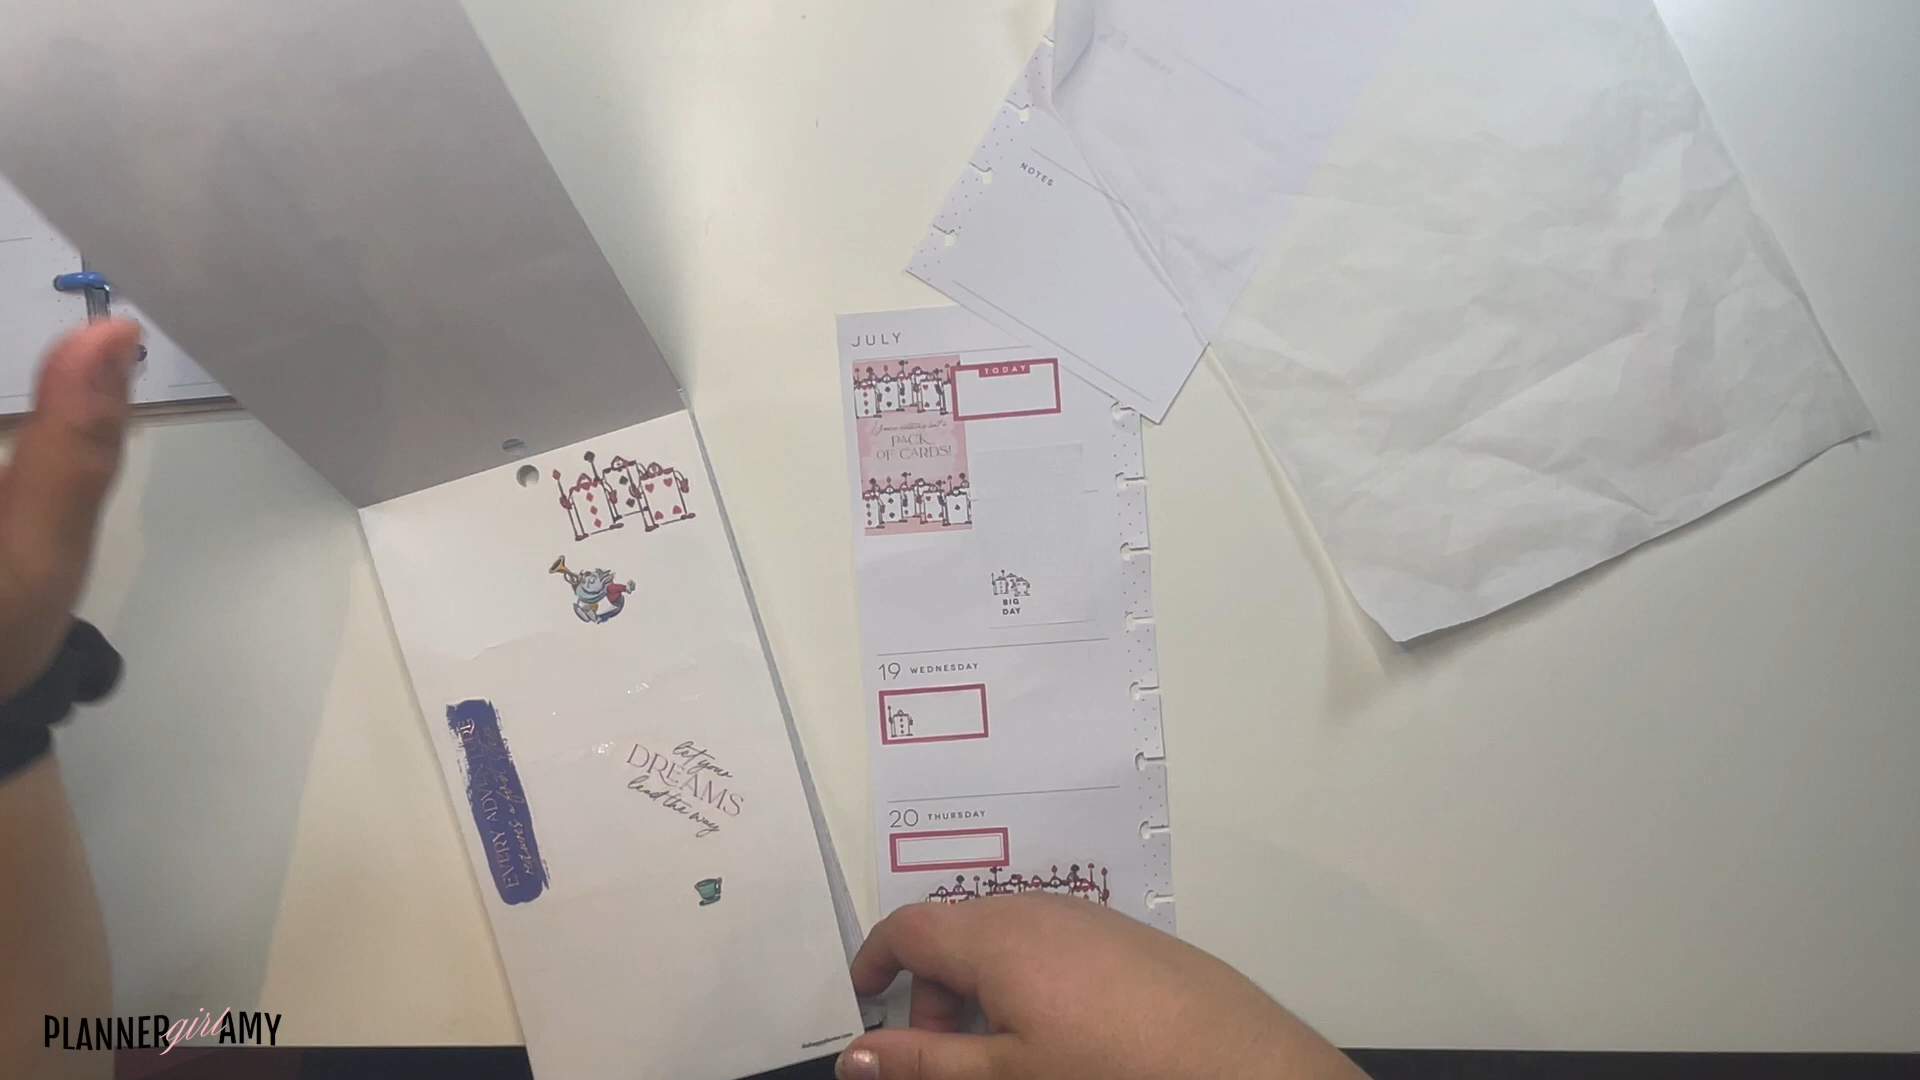 NOTES
JULY
TODAY
PACK
OF CARDS!
BIG
DAY
19 WEDNESDAY
20 THURSDAY
EVERY
let your
DREAMS
lead the way
PLANNERgirlAMY